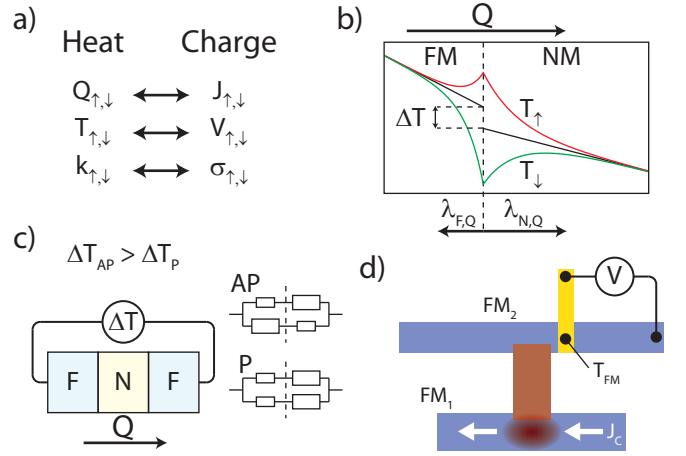 a)
Heat Charge
Q↑,↓ ↔ J↑,↓
T↑,↓ ↔ V↑,↓
k↑,↓ ↔ σ↑,↓
b)
Q
FM NM
ΔT
T↑
T↓
λF,Q λN,Q
c)
ΔTAP > ΔTP
ΔT
F N F
Q
AP
P
d)
V
FM2
TFM
FM1
JC